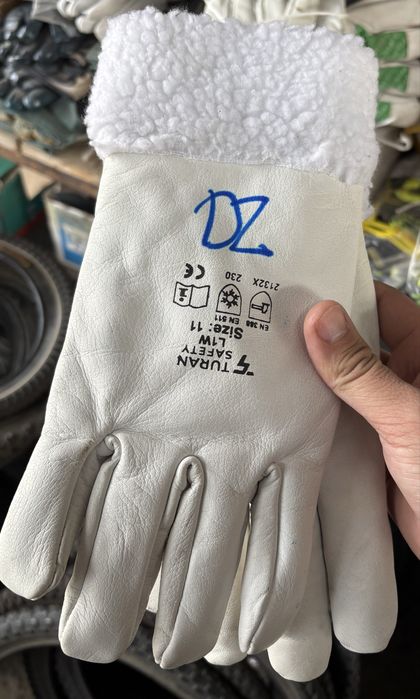 DZ
TURAN
SAFETY
L1W
Size: 11
EN 388
EN 511
2132X
230
CE